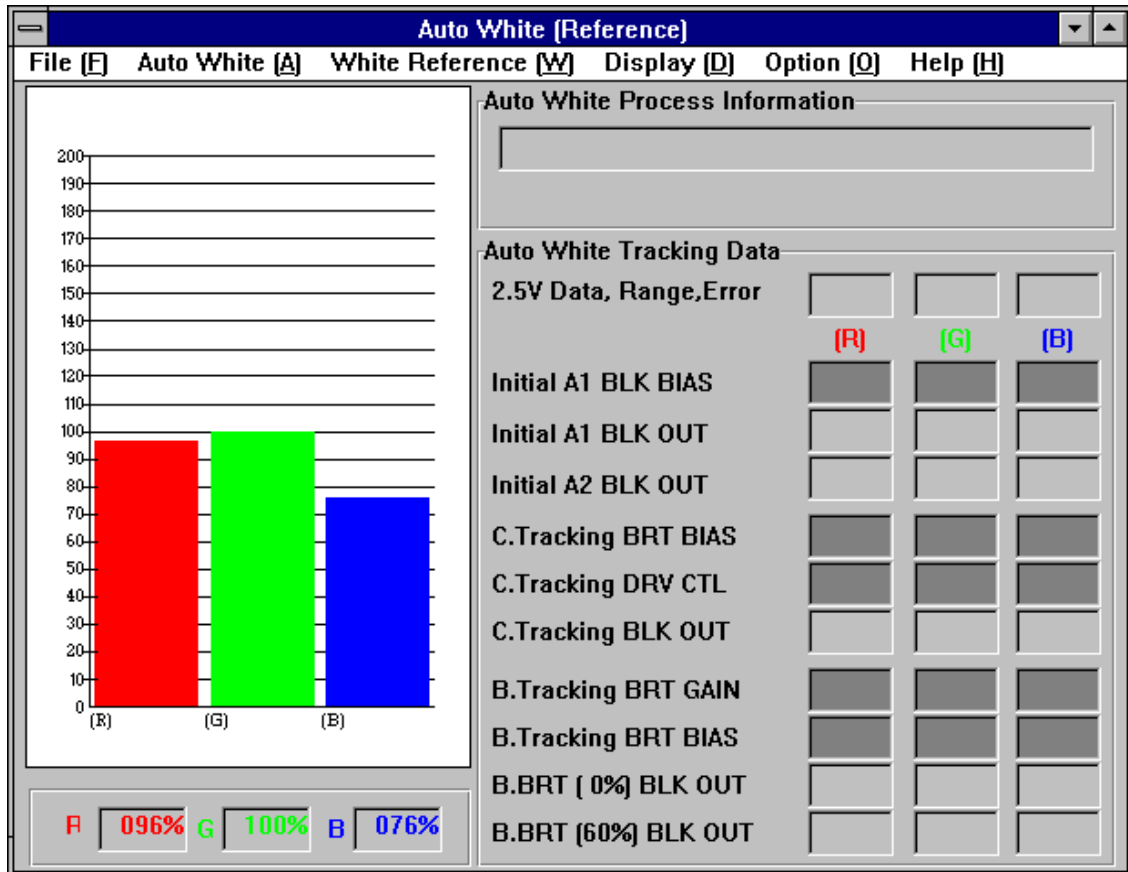 Auto White (Reference)
File (F) Auto White (A) White Reference (W) Display (D) Option (O) Help (H)
200
190
180
170
160
150
140
130
120
110
100
90
80
70
60
50
40
30
20
10
0
(R) (G) (B)
R 096% G 100% B 076%
Auto White Process Information
Auto White Tracking Data
2.5V Data, Range,Error
(R) (G) (B)
Initial A1 BLK BIAS
Initial A1 BLK OUT
Initial A2 BLK OUT
C.Tracking BRT BIAS
C.Tracking DRV CTL
C.Tracking BLK OUT
B.Tracking BRT GAIN
B.Tracking BRT BIAS
B.BRT ( 0%) BLK OUT
B.BRT (60%) BLK OUT